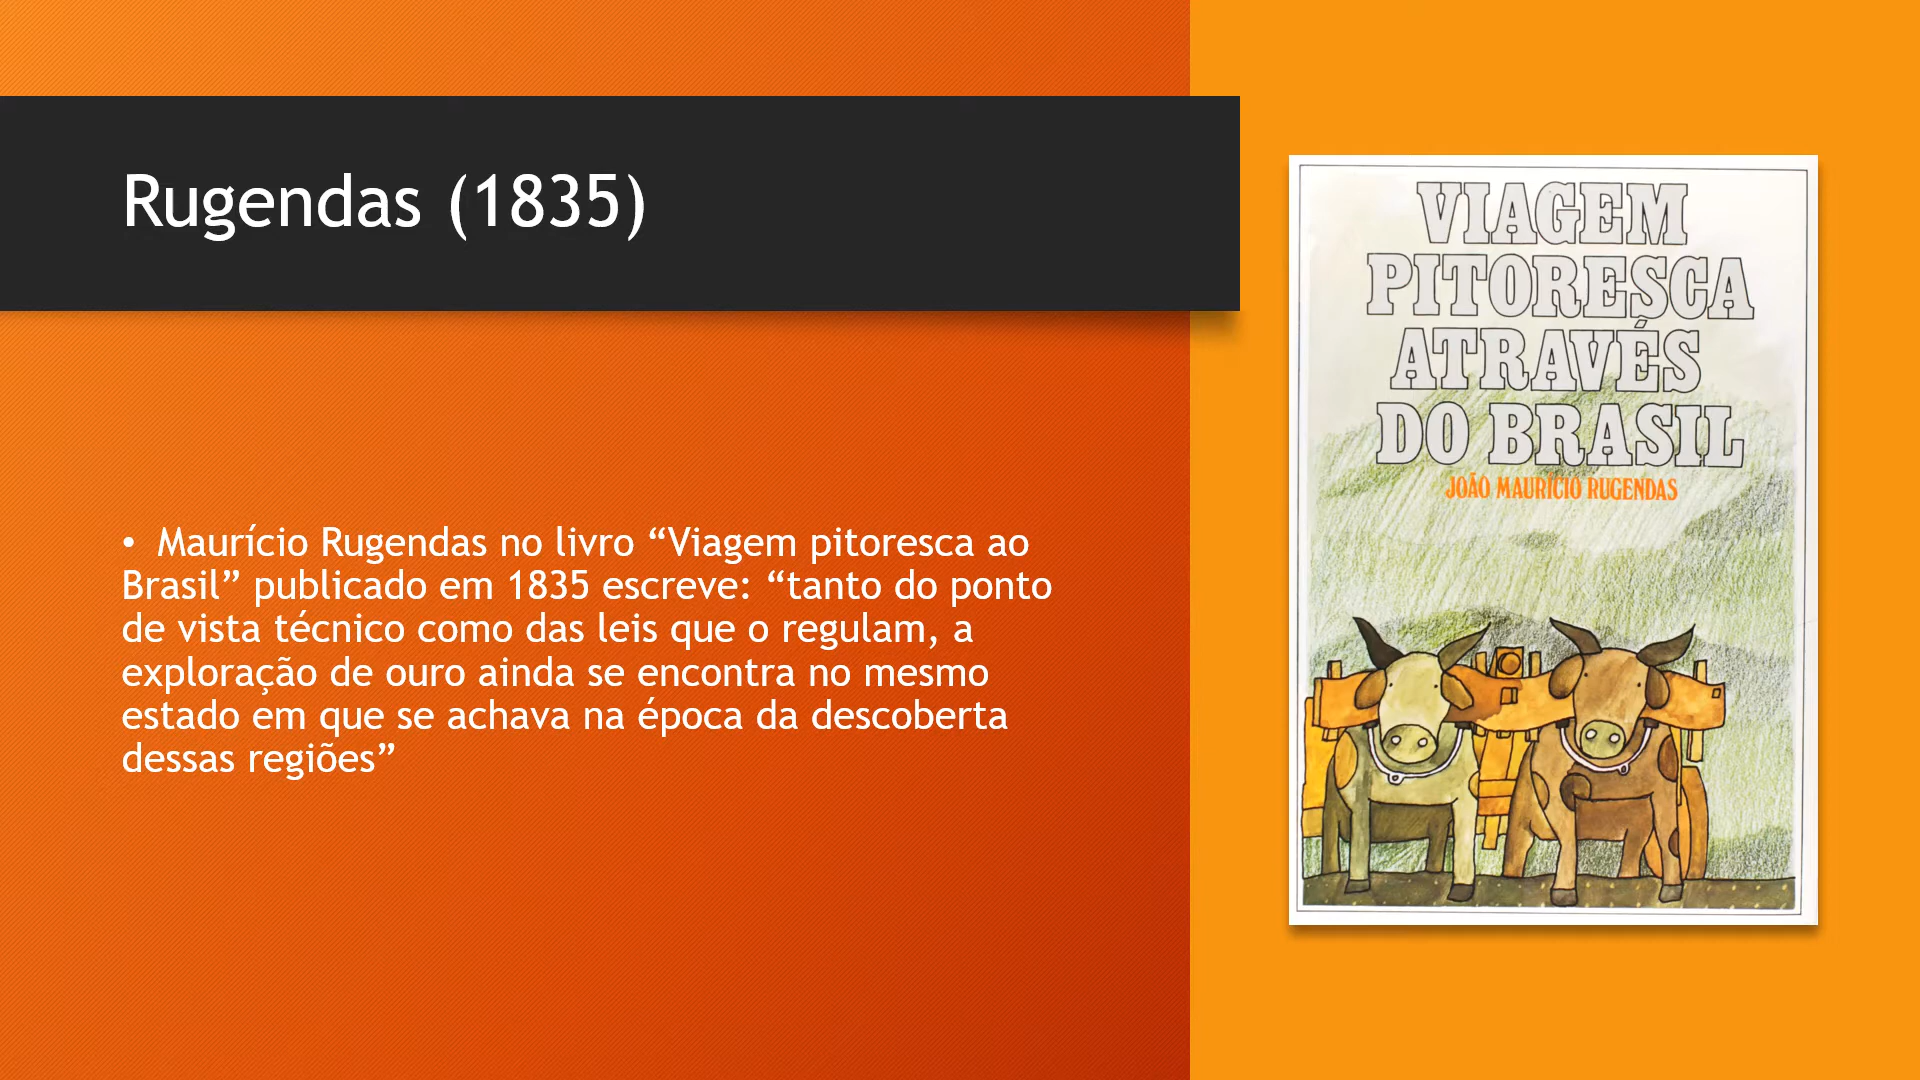 Rugendas (1835)
• Maurício Rugendas no livro “Viagem pitoresca ao
Brasil” publicado em 1835 escreve: “tanto do ponto
de vista técnico como das leis que o regulam, a
exploração de ouro ainda se encontra no mesmo
estado em que se achava na época da descoberta
dessas regiões”
VIAGEM
PITORESCA
ATRAVÉS
DO BRASIL
JOÃO MAURÍCIO RUGENDAS